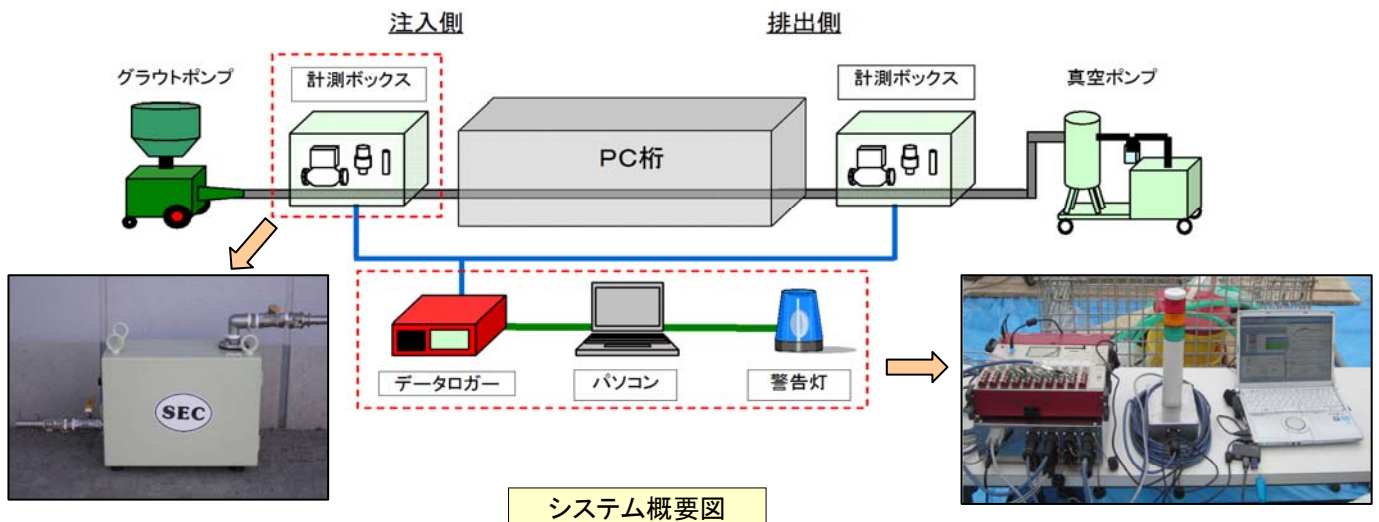 注入側
排出側
グラウトポンプ
計測ボックス
計測ボックス
真空ポンプ
PC桁
データロガー
パソコン
警告灯
SEC
システム概要図